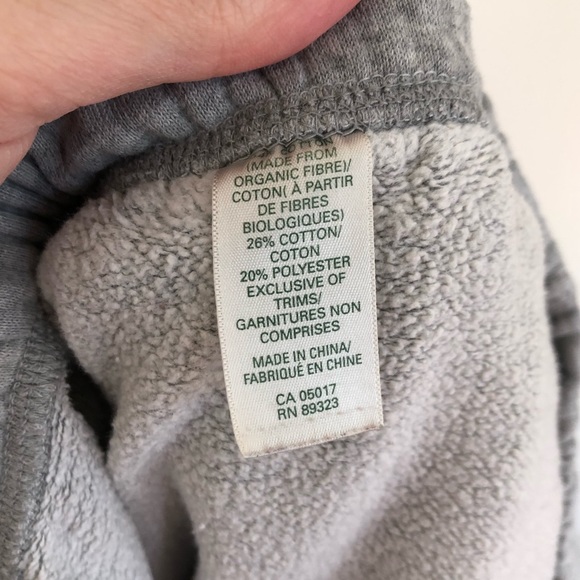 (MADE FROM
ORGANIC FIBRE)/
COTON( À PARTIR
DE FIBRES
BIOLOGIQUES)
26% COTTON/
COTON
20% POLYESTER
EXCLUSIVE OF
TRIMS/
GARNITURES NON
COMPRISES
MADE IN CHINA/
FABRIQUÉ EN CHINE
CA 05017
RN 89323